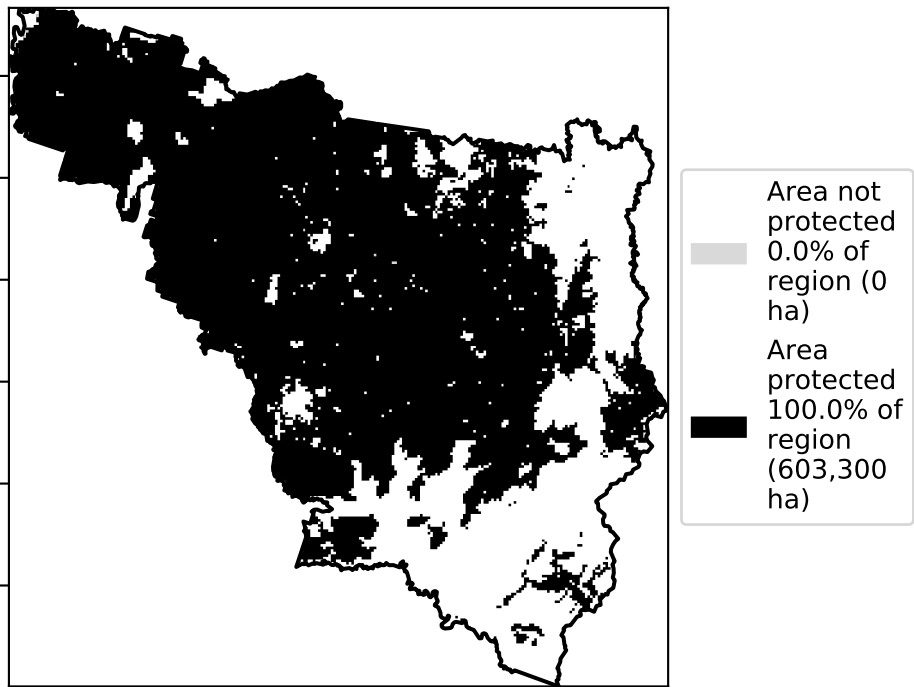 Area not
protected
0.0% of
region (0
ha)
Area
protected
100.0% of
region
(603,300
ha)